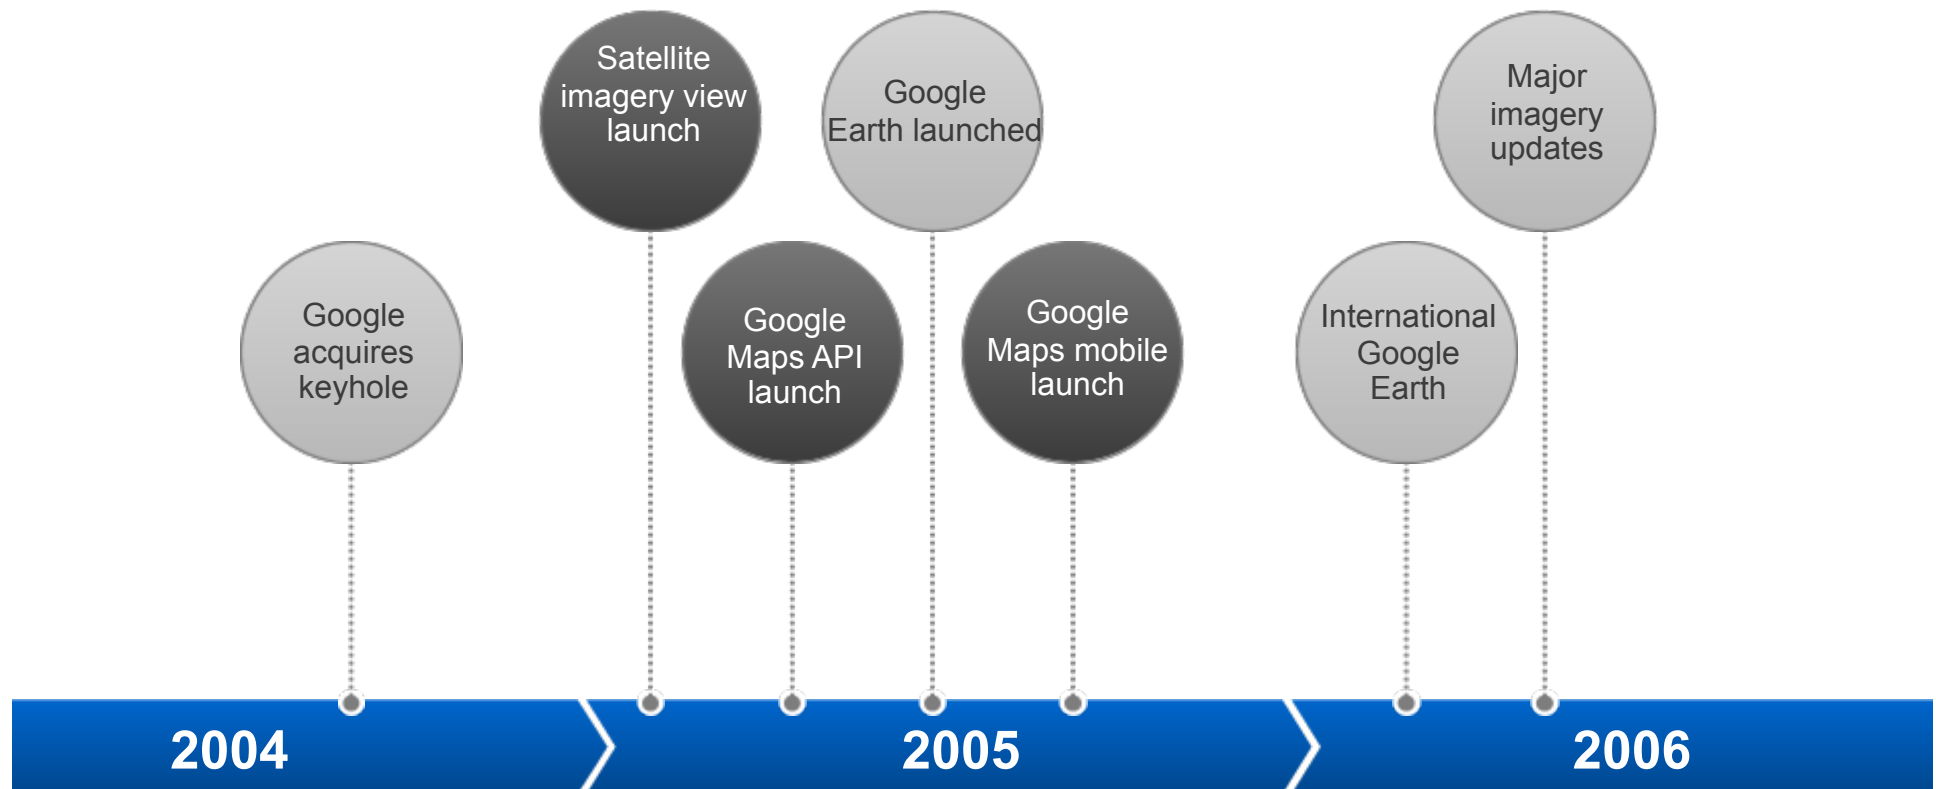 Google
acquires
keyhole
Satellite
imagery view
launch
Google
Maps API
launch
Google
Earth launched
Google
Maps mobile
launch
International
Google
Earth
Major
imagery
updates
2004
2005
2006